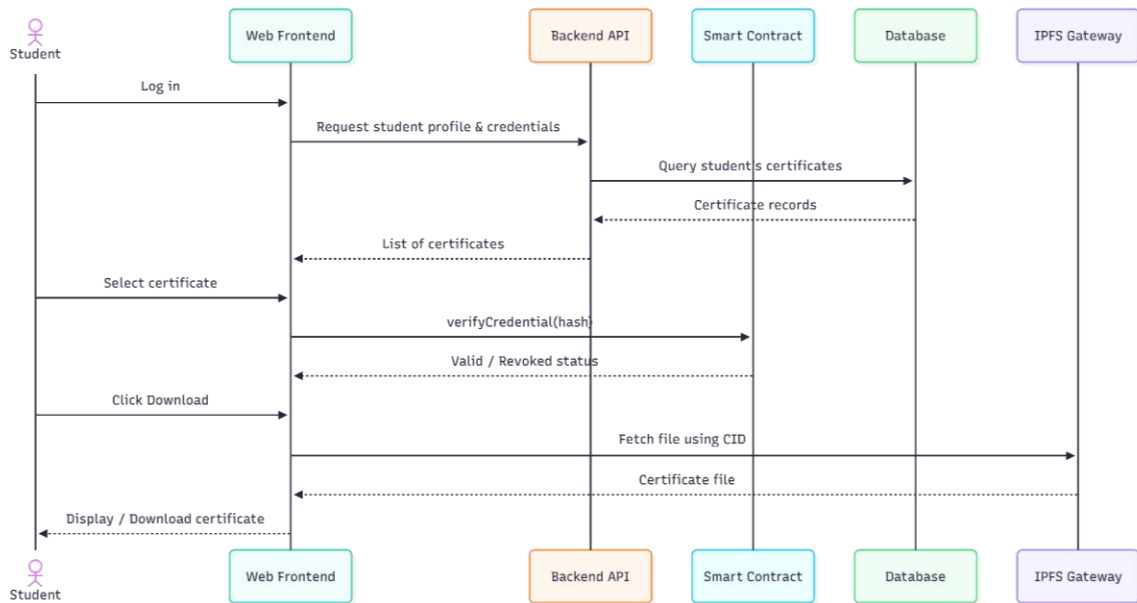 Student
Web Frontend
Backend API
Smart Contract
Database
IPFS Gateway
Log in
Request student profile & credentials
Query student's certificates
Certificate records
List of certificates
Select certificate
verifyCredential(hash)
Valid / Revoked status
Click Download
Fetch file using CID
Certificate file
Display / Download certificate
Student
Web Frontend
Backend API
Smart Contract
Database
IPFS Gateway